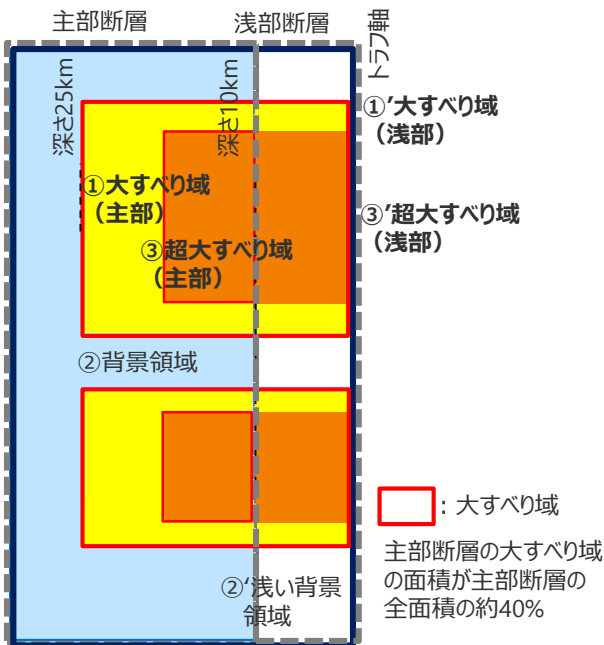 主部断層
浅部断層
トラフ軸
深さ25km
深さ10km
①’大すべり域
（浅部）
①大すべり域
（主部）
③’超大すべり域
（浅部）
③超大すべり域
（主部）
②背景領域
：大すべり域
主部断層の大すべり域
の面積が主部断層の
全面積の約40%
②‘浅い背景
領域